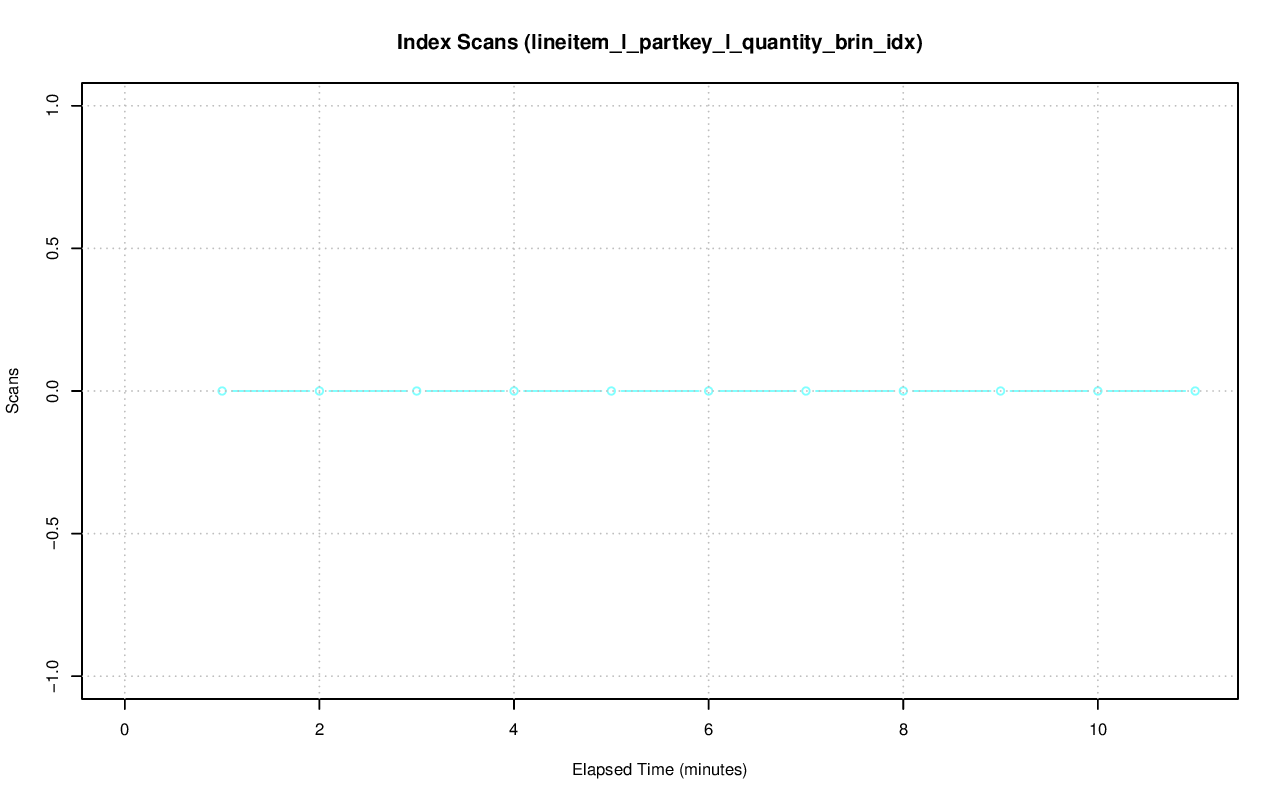 Index Scans (lineitem_l_partkey_l_quantity_brin_idx)
1.0
0.5
0.0
−0.5
−1.0
Scans
0 2 4 6 8 10
Elapsed Time (minutes)